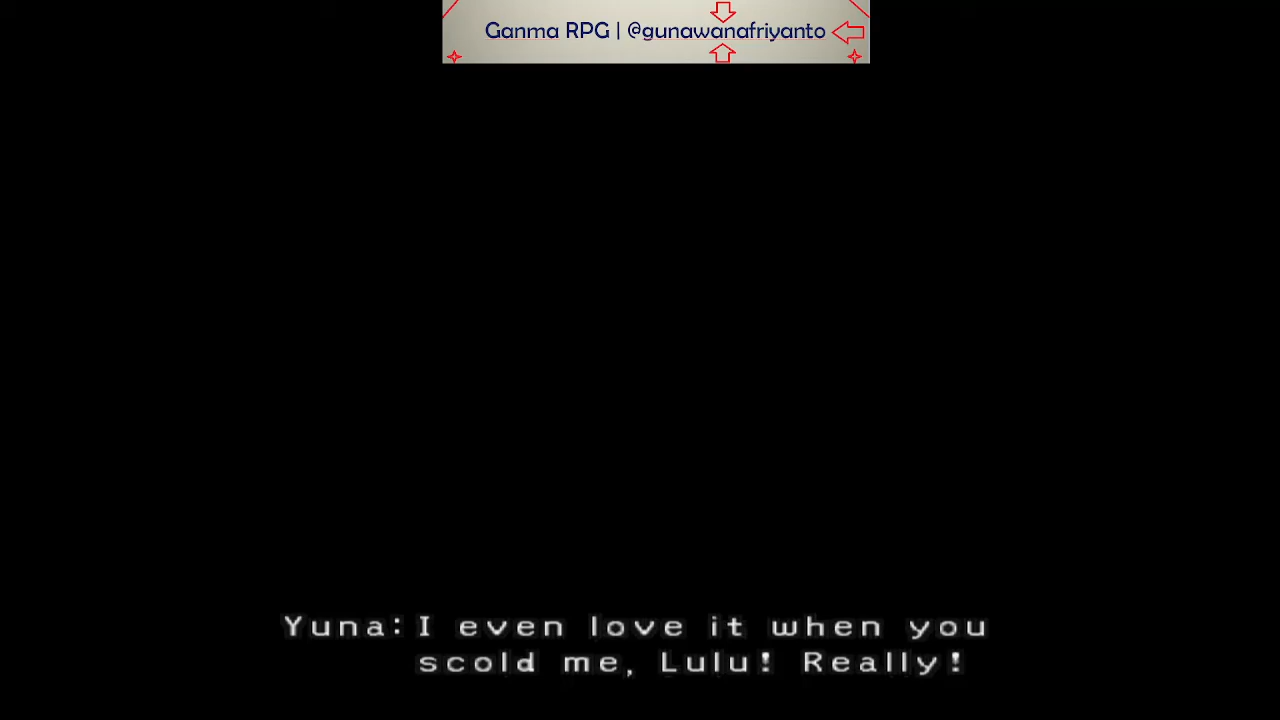 Ganma RPG | @gunawanafriyanto
Yuna: I even love it when you
scold me, Lulu! Really!